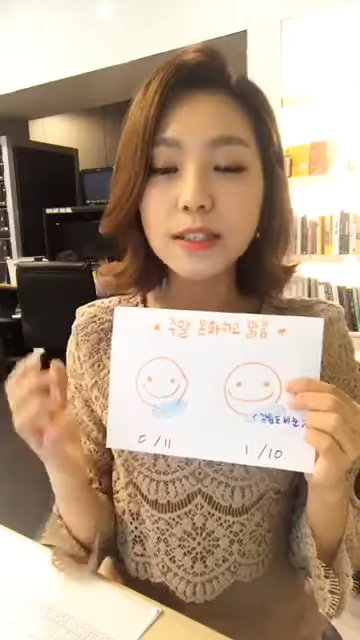 ★ 주말 온화하고 맑음 ★
0/11
1/10